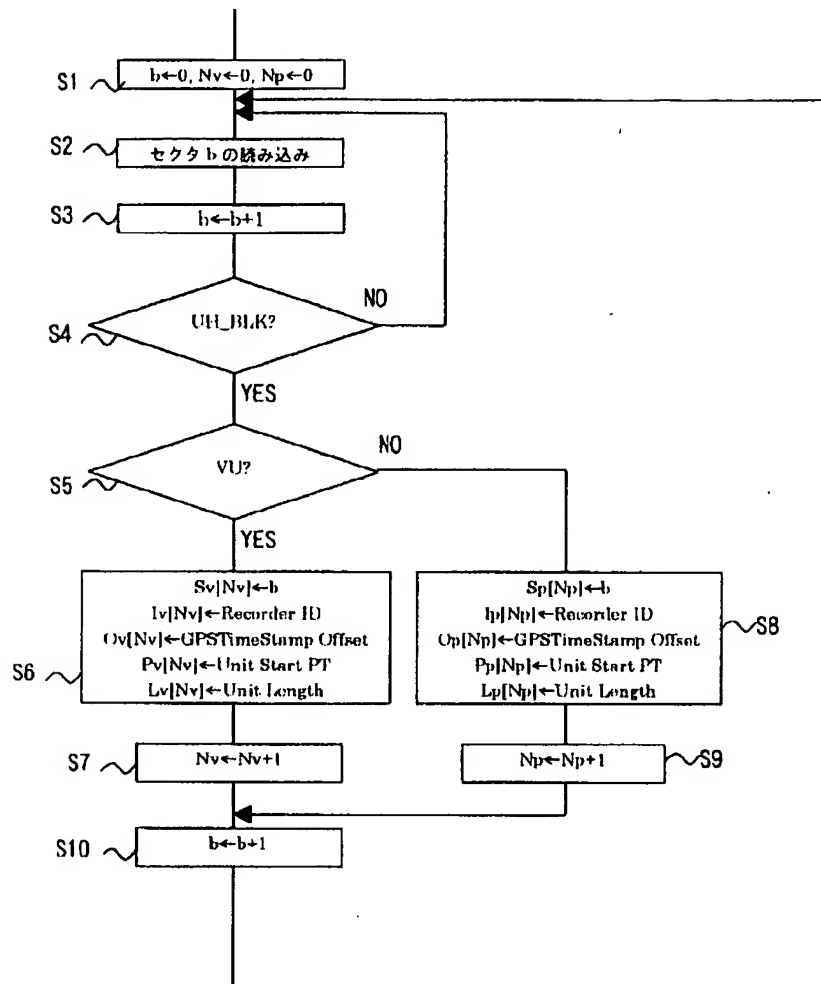 S1
b←0, Nv←0, Np←0
S2
セクタ b の読み込み
S3
b←b+1
S4
UH_BLK?
NO
YES
S5
VU?
NO
YES
S6
Sv[Nv]←b
Iv[Nv]←Recorder ID
Ov[Nv]←GPSTimeStamp Offset
Pv[Nv]←Unit Start PT
Lv[Nv]←Unit Length
Sp[Np]←b
Ip[Np]←Recorder ID
Op[Np]←GPSTimeStamp Offset
Pp[Np]←Unit Start PT
Lp[Np]←Unit Length
S8
S7
Nv←Nv+1
Np←Np+1
S9
S10
b←b+1